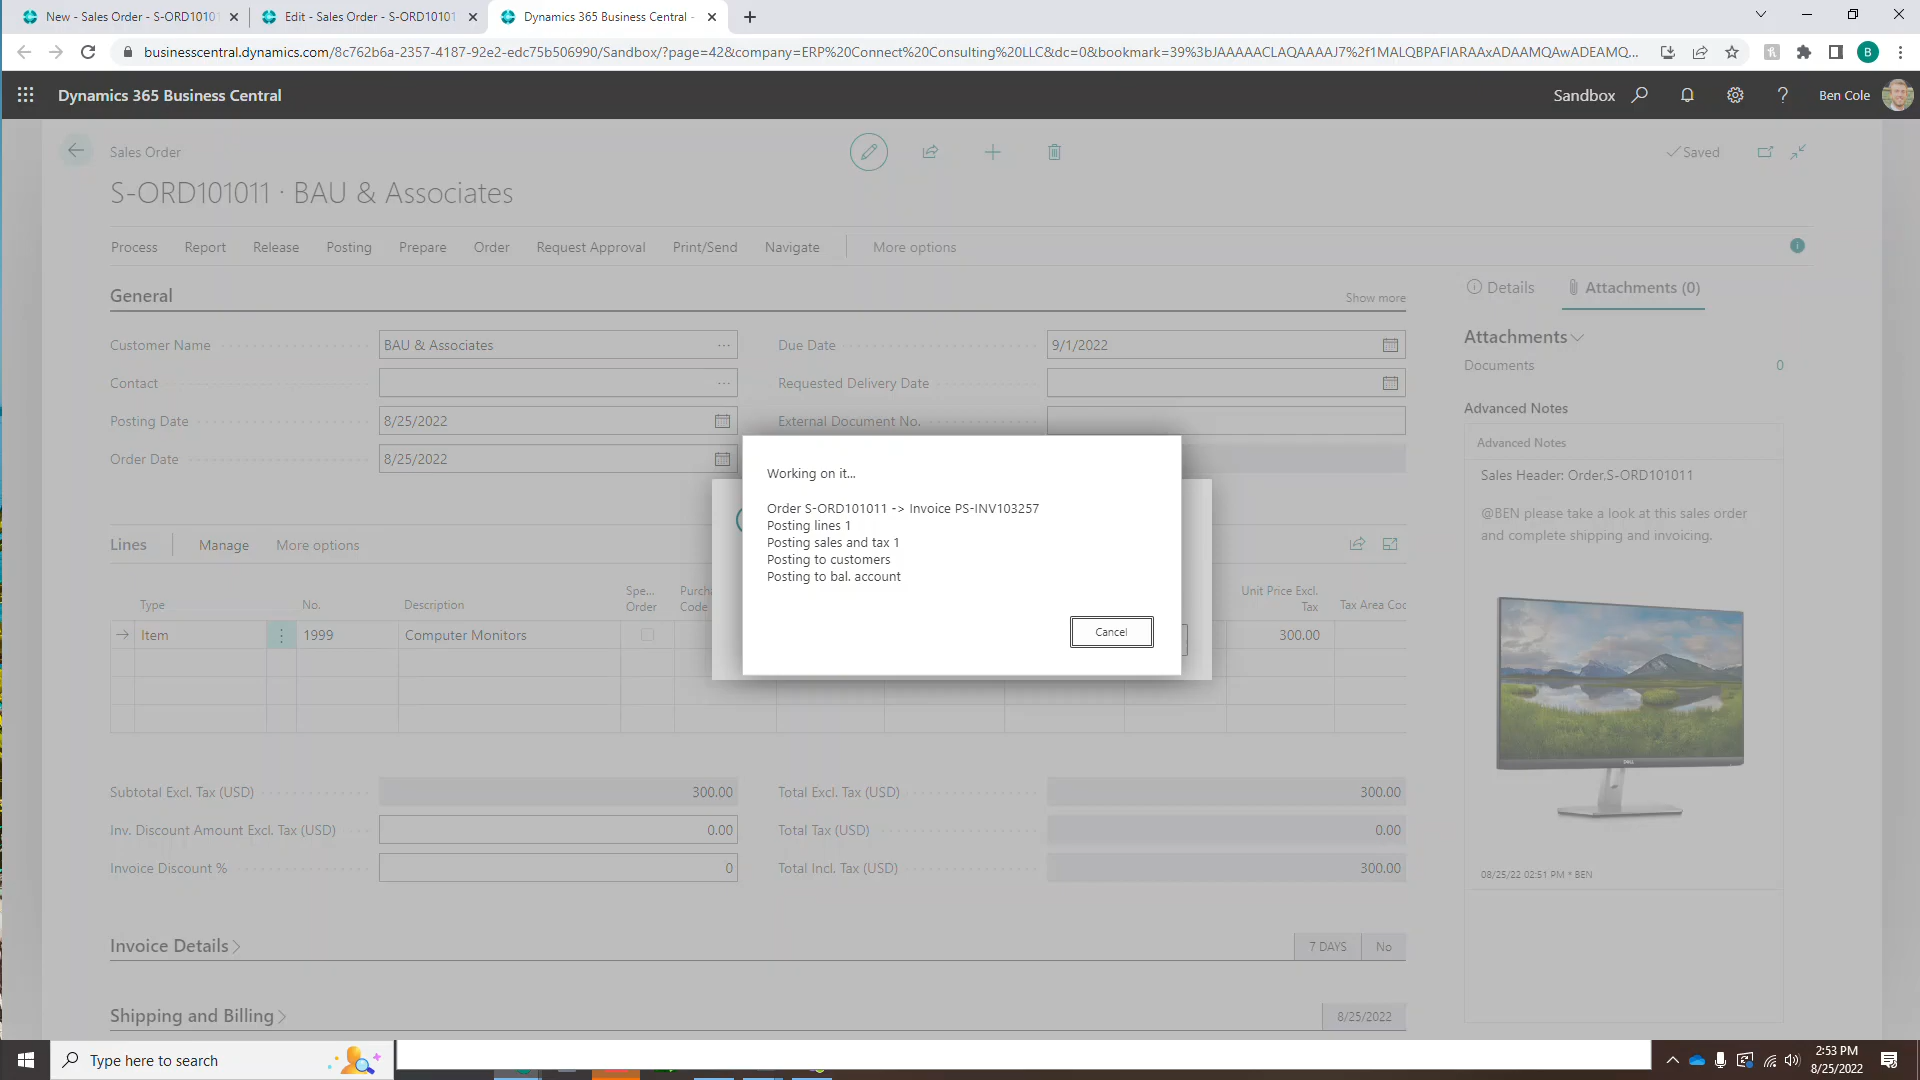 New - Sales Order - S-ORD101011
Edit - Sales Order - S-ORD101011
Dynamics 365 Business Central -
businesscentral.dynamics.com/8c762b6a-2357-4187-92e2-edc75b506990/Sandbox/?page=42&company=ERP%20Connect%20Consulting%20LLC&dc=0&bookmark=39%3bJAAAAACLAQAAAAJ7%2f1MALQBPAFIARAAxADAAMQAwADEAMQ...
B
Dynamics 365 Business Central
Sandbox
Ben Cole
Sales Order
Saved
S-ORD101011 · BAU & Associates
Process Report Release Posting Prepare Order Request Approval Print/Send Navigate More options
General
Show more
Customer Name
BAU & Associates
Due Date
9/1/2022
Contact
Requested Delivery Date
Posting Date
8/25/2022
External Document No.
Order Date
8/25/2022
Details
Attachments (0)
Attachments
Documents 0
Advanced Notes
Advanced Notes
Sales Header: Order,S-ORD101011
@BEN please take a look at this sales order
and complete shipping and invoicing.
DELL
08/25/22 02:51 PM * BEN
Working on it...
Order S-ORD101011 -> Invoice PS-INV103257
Posting lines 1
Posting sales and tax 1
Posting to customers
Posting to bal. account
Cancel
Lines Manage More options
Type
No.
Description
Spe...
Order
Code
Unit Price Excl.
Tax
Tax Area
Item 1999 Computer Monitors 300.00
Subtotal Excl. Tax (USD) 300.00
Total Excl. Tax (USD) 300.00
Inv. Discount Amount Excl. Tax (USD) 0.00
Total Tax (USD) 0.00
Invoice Discount % 0
Total Incl. Tax (USD) 300.00
Invoice Details
7 DAYS No
Shipping and Billing
8/25/2022
Type here to search
2:53 PM
8/25/2022